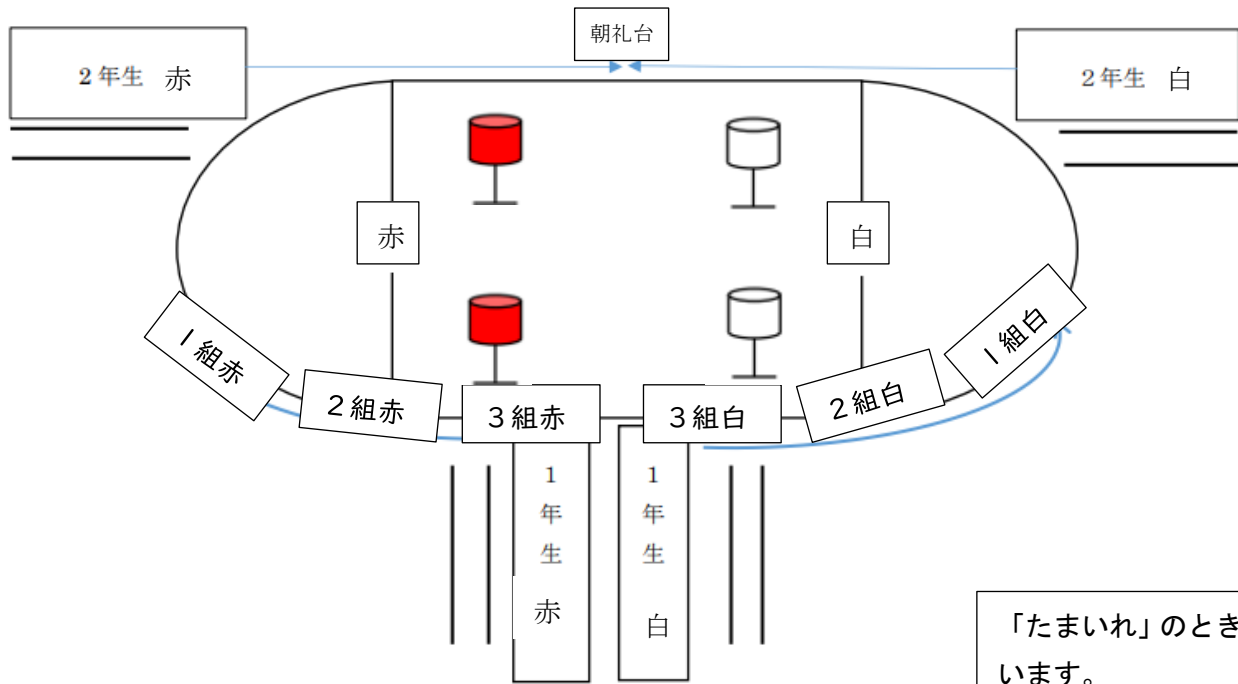 朝礼台
2年生 赤
2年生 白
赤
白
1組赤
2組赤
3組赤
3組白
2組白
1組白
1年生 赤
1年生 白
「たまいれ」のとき
います。